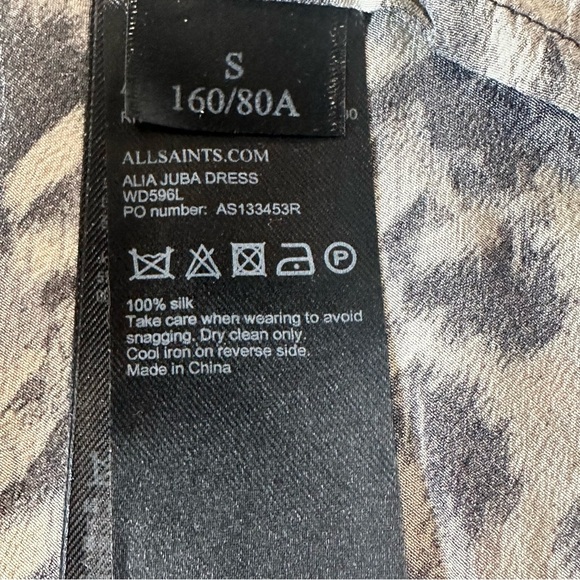 S
160/80A
ALLSAINTS.COM
ALIA JUBA DRESS
WD596L
PO number: AS133453R
P
100% silk
Take care when wearing to avoid
snagging. Dry clean only.
Cool iron on reverse side.
Made in China